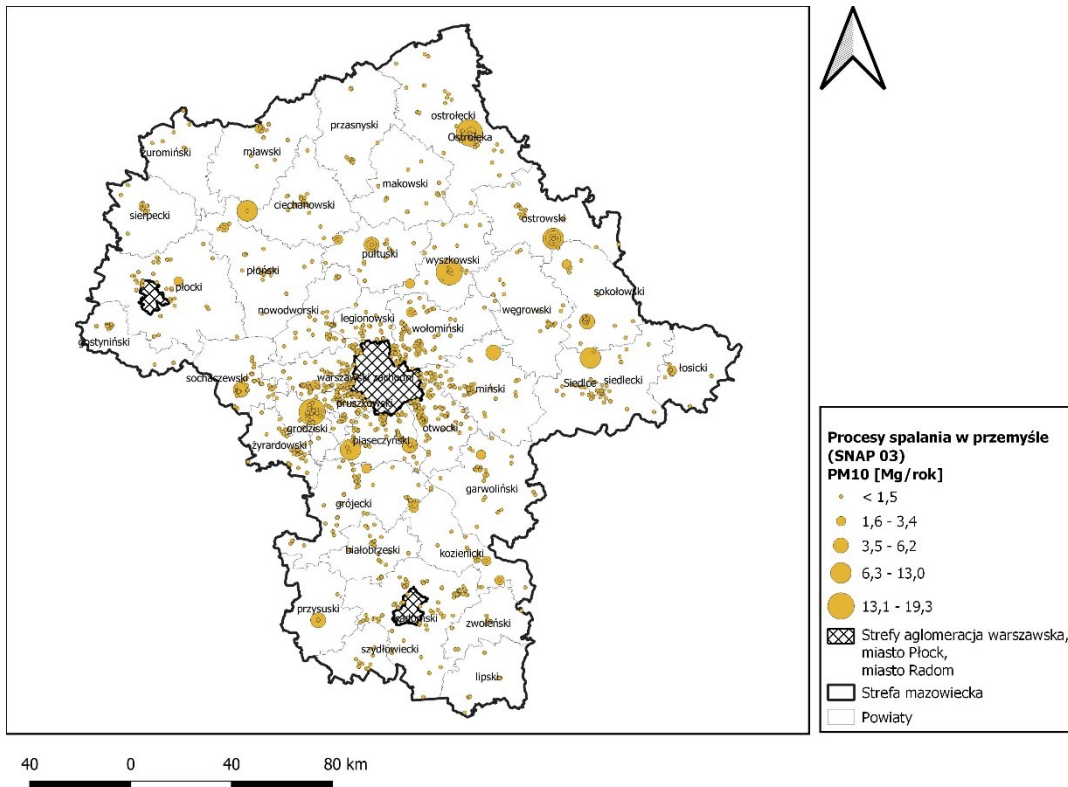 ostrołęcki
Ostrołęka
przasnyski
żuromiński
mławski
makowski
ciechanowski
sierpecki
ostrowski
pułtuski
wyszkowski
płoński
płocki
sokołowski
nowodworski
legionowski
węgrowski
wołomiński
gostyniński
łosicki
sochaczewski
warszawski zachodni
miński
Siedlce
siedlecki
pruszkowski
grodziski
otwocki
piaseczyński
żyrardowski
garwoliński
grójecki
białobrzeski
kozienicki
przysuski
radomski
zwoleński
szydłowiecki
lipski
Procesy spalania w przemyśle
(SNAP 03)
PM10 [Mg/rok]
< 1,5
1,6 - 3,4
3,5 - 6,2
6,3 - 13,0
13,1 - 19,3
Strefy aglomeracja warszawska,
miasto Płock,
miasto Radom
Strefa mazowiecka
Powiaty
40 0 40 80 km